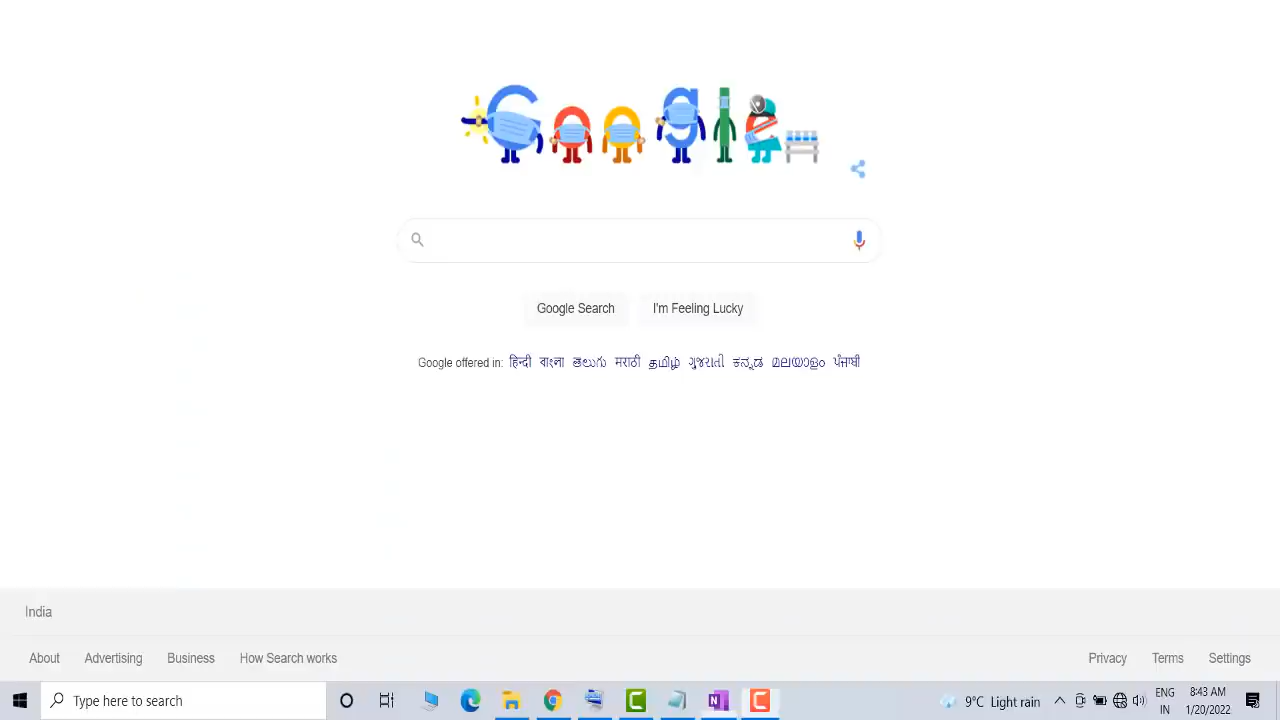 Google
Google Search I'm Feeling Lucky
Google offered in: हिन्दी বাংলা తెలుగు मराठी தமிழ் ગુજરાતી ಕನ್ನಡ മലയാളം ਪੰਜਾਬੀ
India
About Advertising Business How Search works Privacy Terms Settings
Type here to search 9°C Light rain ENG 8:43 AM
IN 1/20/2022